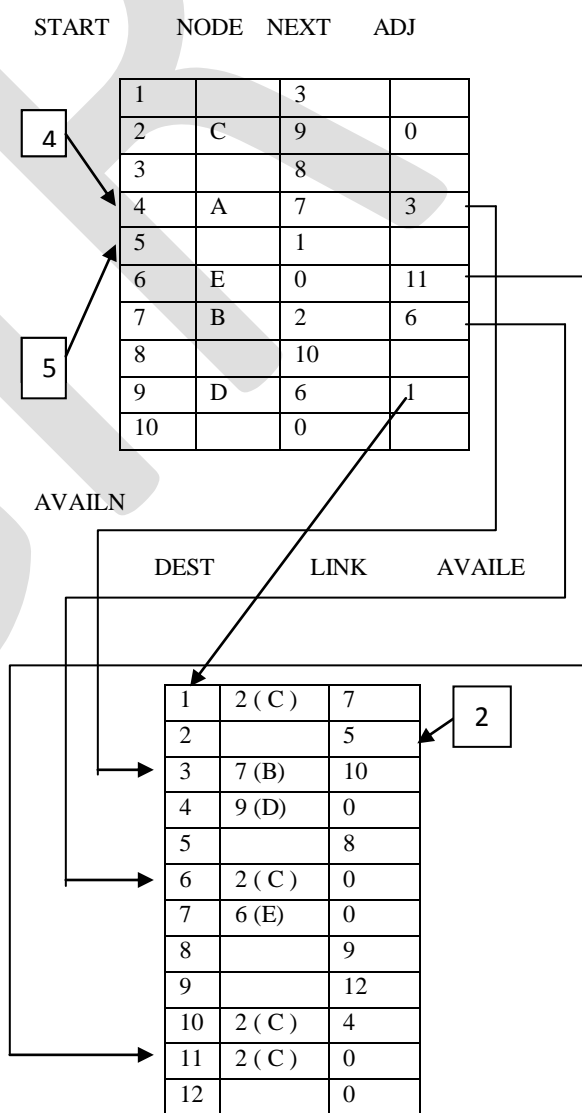 START NODE NEXT ADJ
1 3
4
2 C 9 0
3 8
4 A 7 3
5 1
6 E 0 11
7 B 2 6
5
8 10
9 D 6 1
10 0
AVAILN
DEST LINK AVAILE
1 2 ( C ) 7
2
2 5
3 7 (B) 10
4 9 (D) 0
5 8
6 2 ( C ) 0
7 6 (E) 0
8 9
9 12
10 2 ( C ) 4
11 2 ( C ) 0
12 0